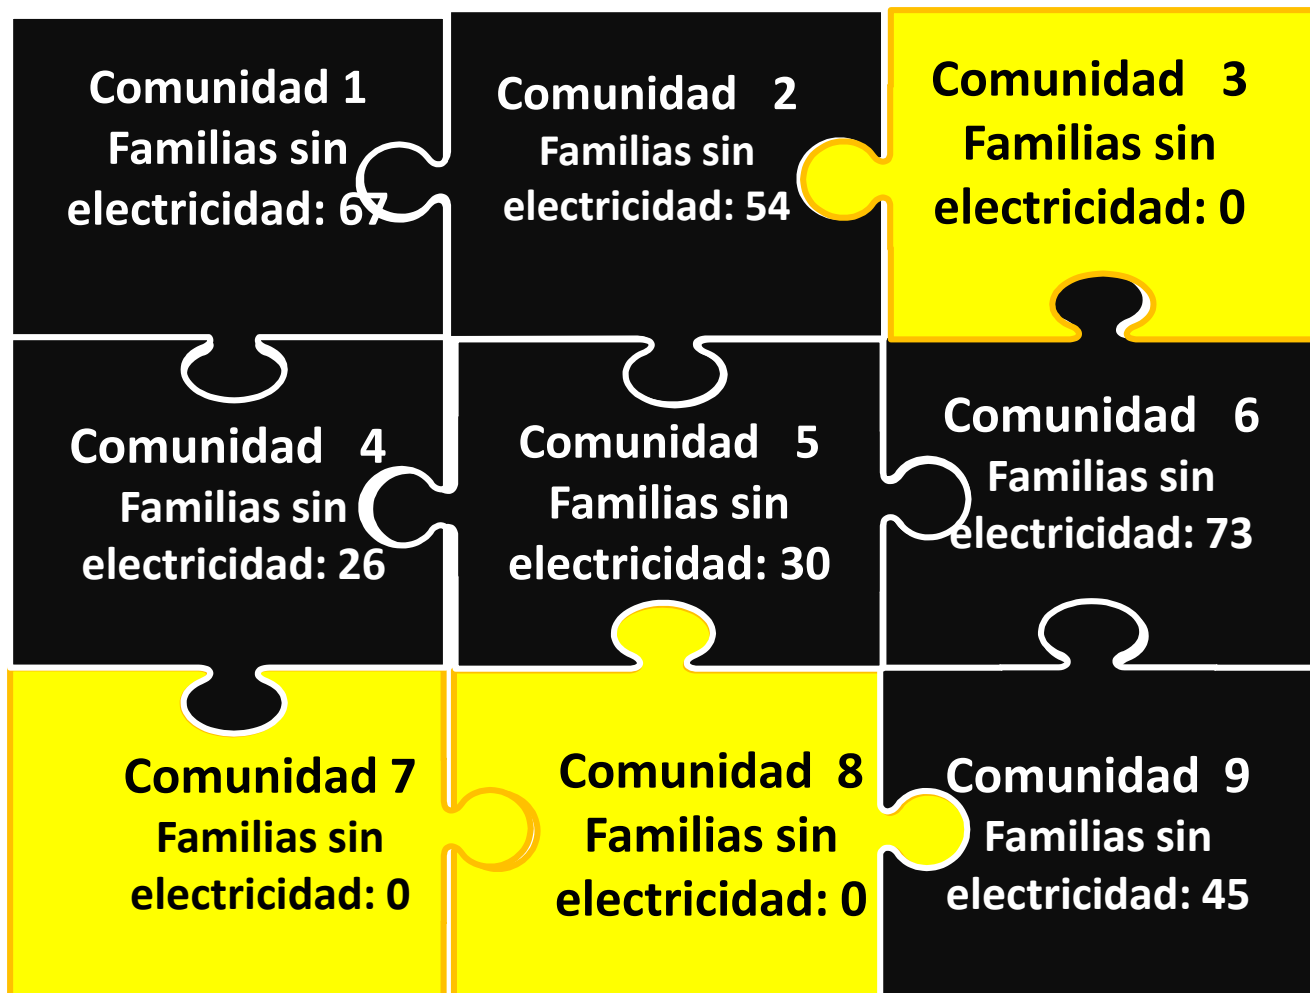 Comunidad 1
Familias sin
electricidad: 67
Comunidad 2
Familias sin
electricidad: 54
Comunidad 3
Familias sin
electricidad: 0
Comunidad 4
Familias sin
electricidad: 26
Comunidad 5
Familias sin
electricidad: 30
Comunidad 6
Familias sin
electricidad: 73
Comunidad 7
Familias sin
electricidad: 0
Comunidad 8
Familias sin
electricidad: 0
Comunidad 9
Familias sin
electricidad: 45